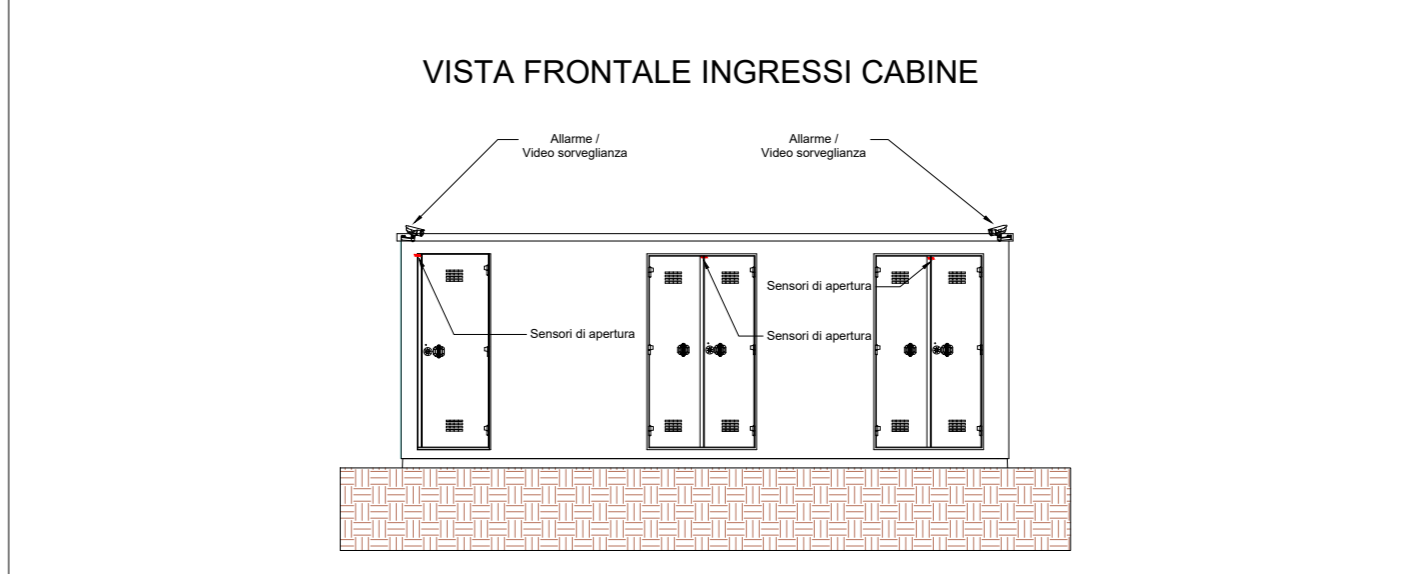 VISTA FRONTALE INGRESSI CABINE
Allarme /
Video sorveglianza
Allarme /
Video sorveglianza
Sensori di apertura
Sensori di apertura
Sensori di apertura